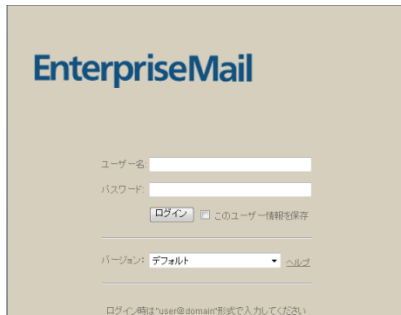 EnterpriseMail
ユーザー名
パスワード:
ログイン このユーザー情報を保存
バージョン: デフォルト ヘルプ
ログイン時は"user@domain"形式で入力してください